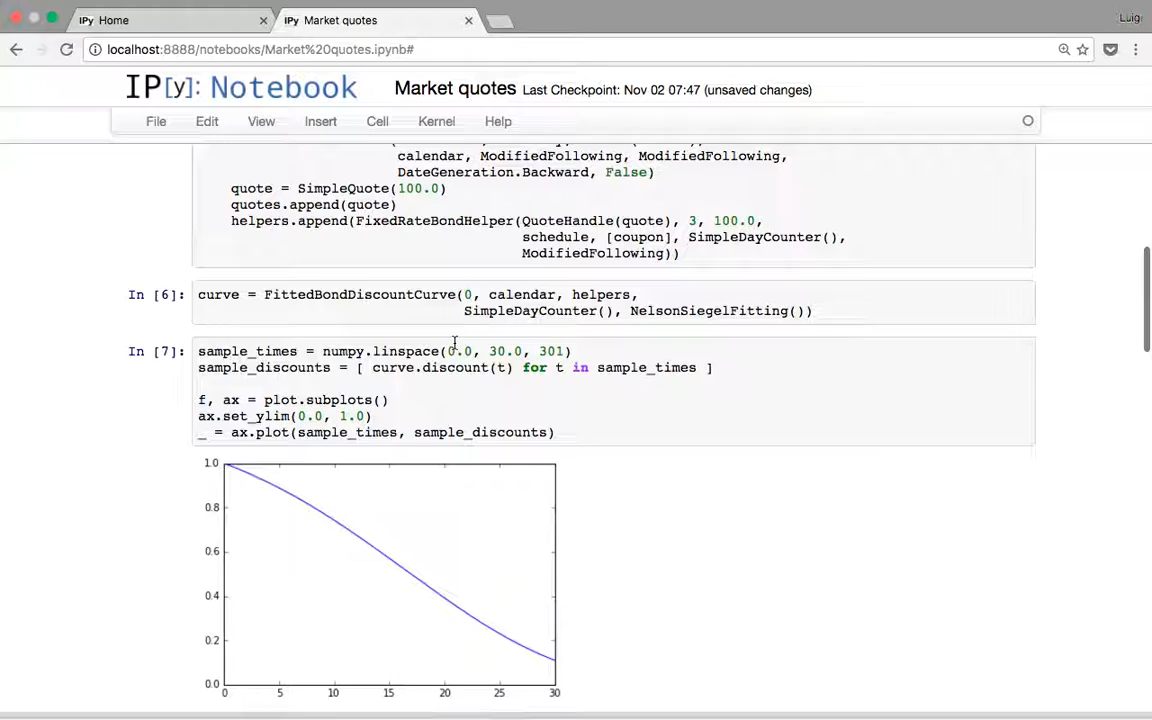 IPy Home
IPy Market quotes
Luigi
localhost:8888/notebooks/Market%20quotes.ipynb#
IP[y]: Notebook Market quotes Last Checkpoint: Nov 02 07:47 (unsaved changes)
File Edit View Insert Cell Kernel Help
calendar, ModifiedFollowing, ModifiedFollowing,
DateGeneration.Backward, False)
quote = SimpleQuote(100.0)
quotes.append(quote)
helpers.append(FixedRateBondHelper(QuoteHandle(quote), 3, 100.0,
schedule, [coupon], SimpleDayCounter(),
ModifiedFollowing))
In [6]: curve = FittedBondDiscountCurve(0, calendar, helpers,
SimpleDayCounter(), NelsonSiegelFitting())
In [7]: sample_times = numpy.linspace(0.0, 30.0, 301)
sample_discounts = [ curve.discount(t) for t in sample_times ]
f, ax = plot.subplots()
ax.set_ylim(0.0, 1.0)
_ = ax.plot(sample_times, sample_discounts)
1.0
0.8
0.6
0.4
0.2
0.0
0 5 10 15 20 25 30